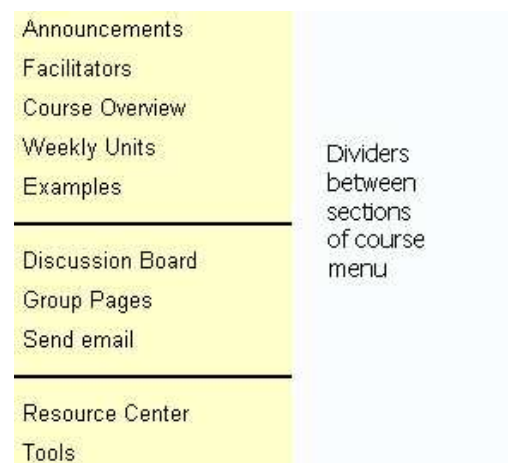 Announcements
Facilitators
Course Overview
Weekly Units
Examples
Discussion Board
Group Pages
Send email
Resource Center
Tools
Dividers
between
sections
of course
menu